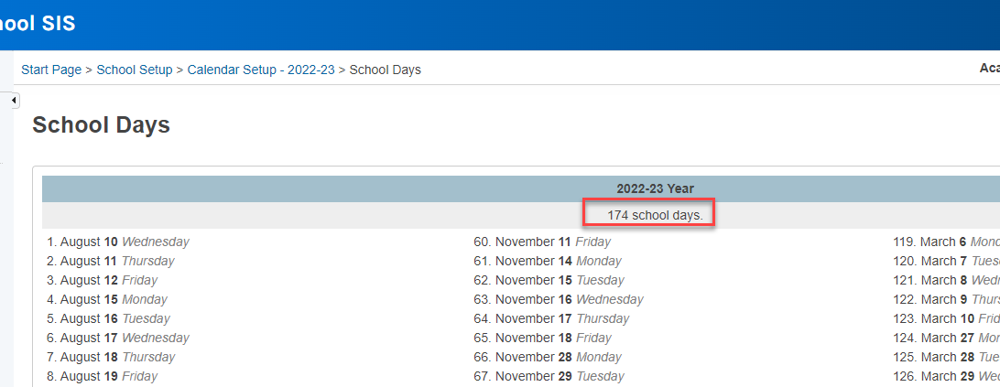 hool SIS
Start Page > School Setup > Calendar Setup - 2022-23 > School Days
Aca
School Days
2022-23 Year
174 school days.
1. August 10 Wednesday
2. August 11 Thursday
3. August 12 Friday
4. August 15 Monday
5. August 16 Tuesday
6. August 17 Wednesday
7. August 18 Thursday
8. August 19 Friday
60. November 11 Friday
61. November 14 Monday
62. November 15 Tuesday
63. November 16 Wednesday
64. November 17 Thursday
65. November 18 Friday
66. November 28 Monday
67. November 29 Tuesday
119. March 6 Mond
120. March 7 Tues
121. March 8 Wedn
122. March 9 Thurs
123. March 10 Frid
124. March 27 Mon
125. March 28 Tue
126. March 29 Wed